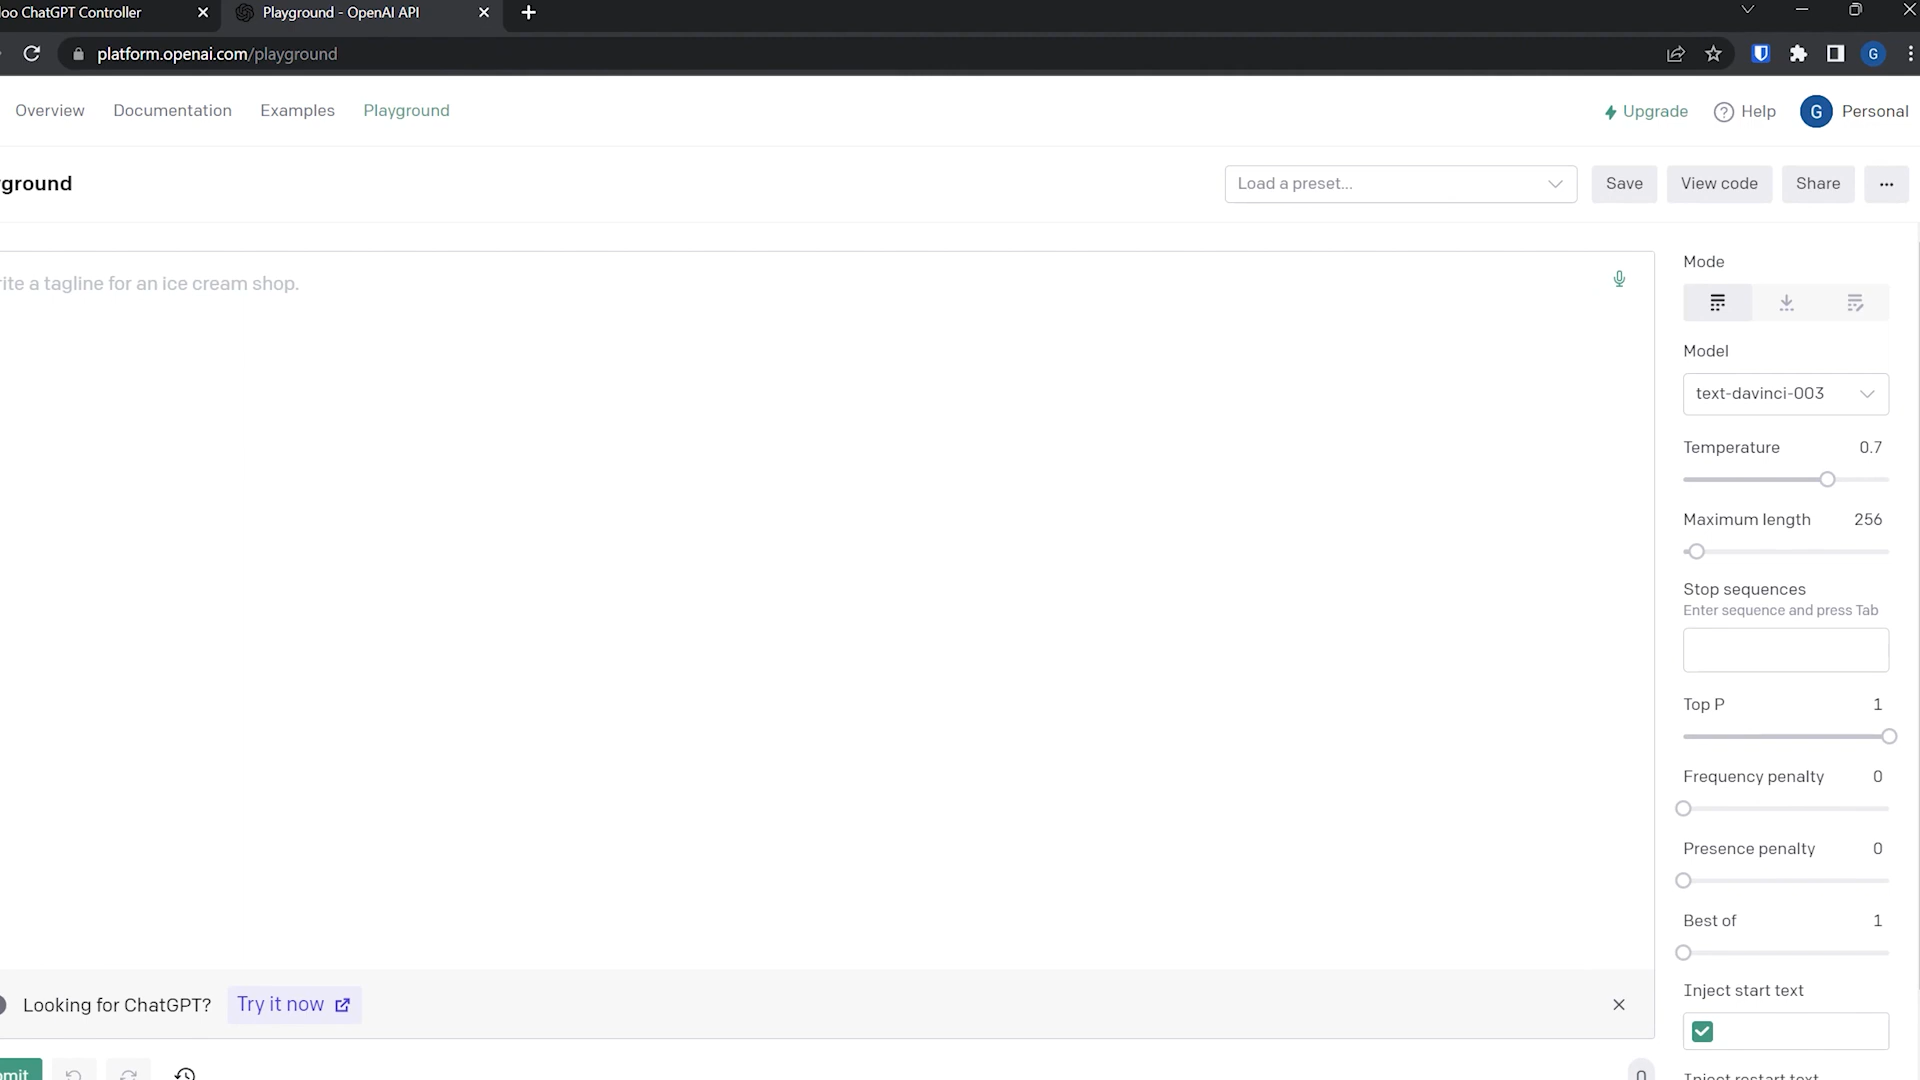 oo ChatGPT Controller
Playground - OpenAI API
platform.openai.com/playground
G
Overview Documentation Examples Playground
Upgrade Help G Personal
ground
Load a preset... Save View code Share ...
ite a tagline for an ice cream shop.
Mode
Model
text-davinci-003
Temperature 0.7
Maximum length 256
Stop sequences
Enter sequence and press Tab
Top P 1
Frequency penalty 0
Presence penalty 0
Best of 1
Looking for ChatGPT? Try it now
Inject start text
mit
0
Inject restart text